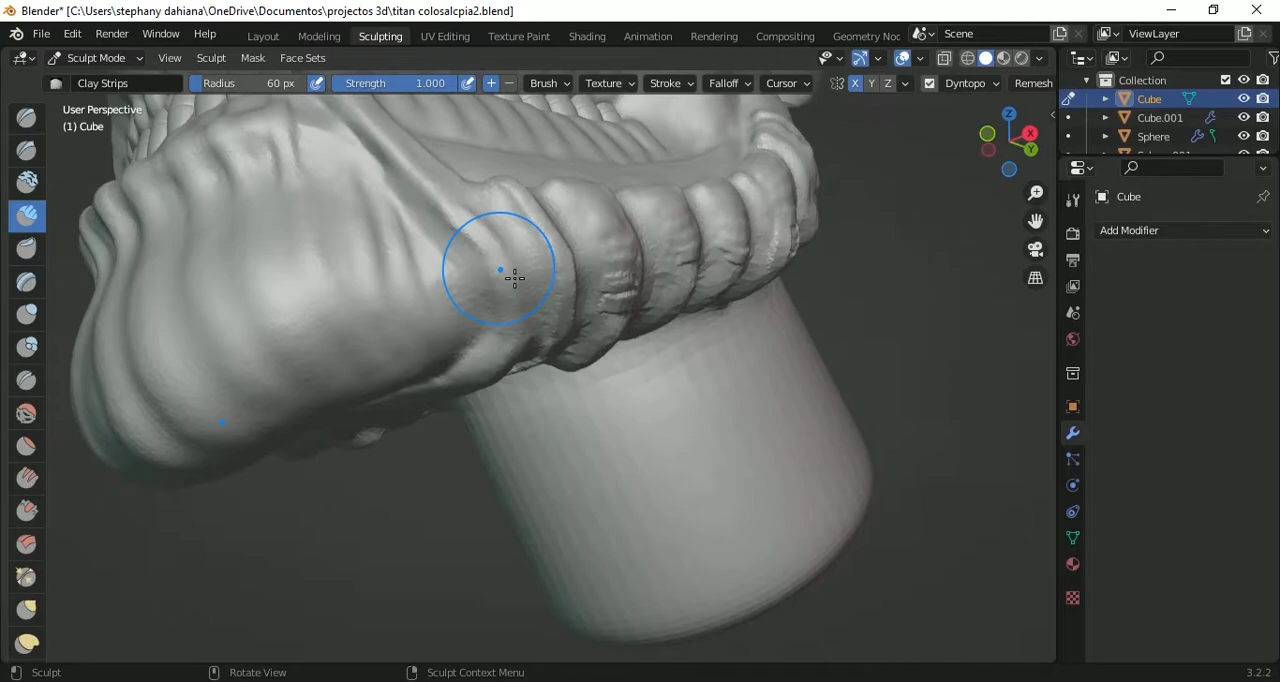 Blender* [C:\Users\stephany dahiana\OneDrive\Documentos\projectos 3d\titan colosalcpia2.blend]
File Edit Render Window Help Layout Modeling Sculpting UV Editing Texture Paint Shading Animation Rendering Compositing Geometry Noc Scene ViewLayer
Sculpt Mode View Sculpt Mask Face Sets
Clay Strips Radius 60 px Strength 1.000 Brush Texture Stroke Falloff Cursor X Y Z Dyntopo Remesh
User Perspective
(1) Cube
Z
X
Y
Collection
Cube
Cube.001
Sphere
Cube
Add Modifier
Sculpt Rotate View Sculpt Context Menu 3.2.2